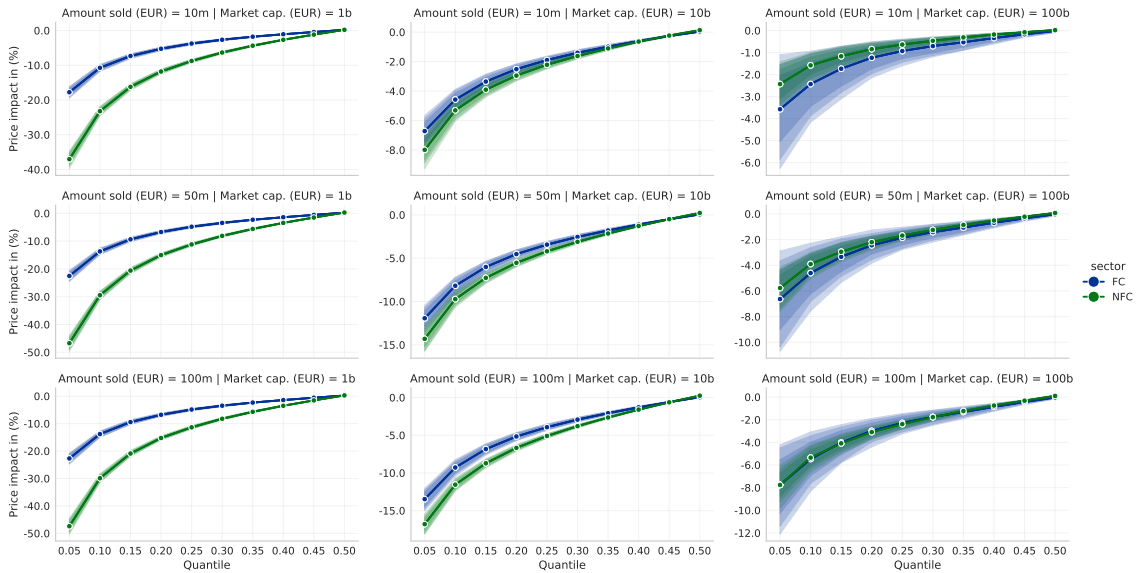 Amount sold (EUR) = 10m | Market cap. (EUR) = 1b
Amount sold (EUR) = 10m | Market cap. (EUR) = 10b
Amount sold (EUR) = 10m | Market cap. (EUR) = 100b
Price impact in (%)
0.0
-10.0
-20.0
-30.0
-40.0
0.0
-2.0
-4.0
-6.0
-8.0
0.0
-1.0
-2.0
-3.0
-4.0
-5.0
-6.0
Amount sold (EUR) = 50m | Market cap. (EUR) = 1b
Amount sold (EUR) = 50m | Market cap. (EUR) = 10b
Amount sold (EUR) = 50m | Market cap. (EUR) = 100b
Price impact in (%)
0.0
-10.0
-20.0
-30.0
-40.0
-50.0
0.0
-5.0
-10.0
-15.0
0.0
-2.0
-4.0
-6.0
-8.0
-10.0
sector
FC
NFC
Amount sold (EUR) = 100m | Market cap. (EUR) = 1b
Amount sold (EUR) = 100m | Market cap. (EUR) = 10b
Amount sold (EUR) = 100m | Market cap. (EUR) = 100b
Price impact in (%)
0.0
-10.0
-20.0
-30.0
-40.0
-50.0
0.0
-5.0
-10.0
-15.0
0.0
-2.0
-4.0
-6.0
-8.0
-10.0
-12.0
0.05 0.10 0.15 0.20 0.25 0.30 0.35 0.40 0.45 0.50
0.05 0.10 0.15 0.20 0.25 0.30 0.35 0.40 0.45 0.50
0.05 0.10 0.15 0.20 0.25 0.30 0.35 0.40 0.45 0.50
Quantile
Quantile
Quantile